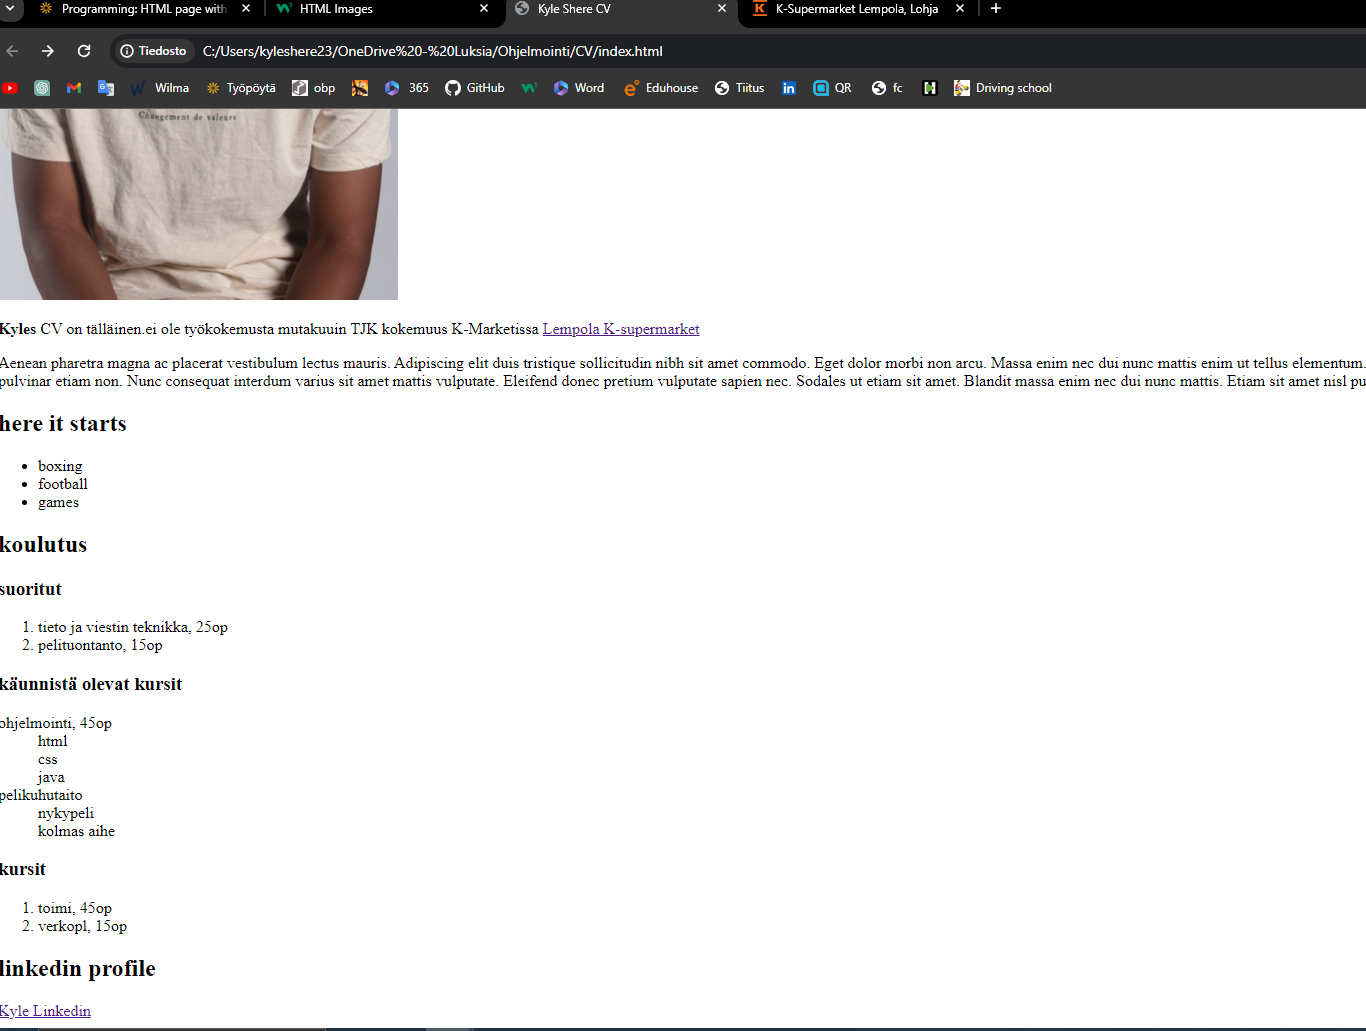 Programming: HTML page with
HTML Images
Kyle Shere CV
K-Supermarket Lempola, Lohja
Tiedosto
C:/Users/kyleshere23/OneDrive%20-%20Luksia/Ohjelmointi/CV/index.html
Wilma
Työpöytä
obp
365
GitHub
Word
Eduhouse
Tiitus
QR
fc
Driving school
Changement de valeurs
Kyles CV on tälläinen.ei ole työkokemusta mutakuuin TJK kokemuus K-Marketissa Lempola K-supermarket
Aenean pharetra magna ac placerat vestibulum lectus mauris. Adipiscing elit duis tristique sollicitudin nibh sit amet commodo. Eget dolor morbi non arcu. Massa enim nec dui nunc mattis enim ut tellus elementum.
pulvinar etiam non. Nunc consequat interdum varius sit amet mattis vulputate. Eleifend donec pretium vulputate sapien nec. Sodales ut etiam sit amet. Blandit massa enim nec dui nunc mattis. Etiam sit amet nisl pu
here it starts
• boxing
• football
• games
koulutus
suoritut
1. tieto ja viestin teknikka, 25op
2. pelituontanto, 15op
käunnistä olevat kursit
ohjelmointi, 45op
html
css
java
pelikuhutaito
nykypeli
kolmas aihe
kursit
1. toimi, 45op
2. verkopl, 15op
linkedin profile
Kyle Linkedin